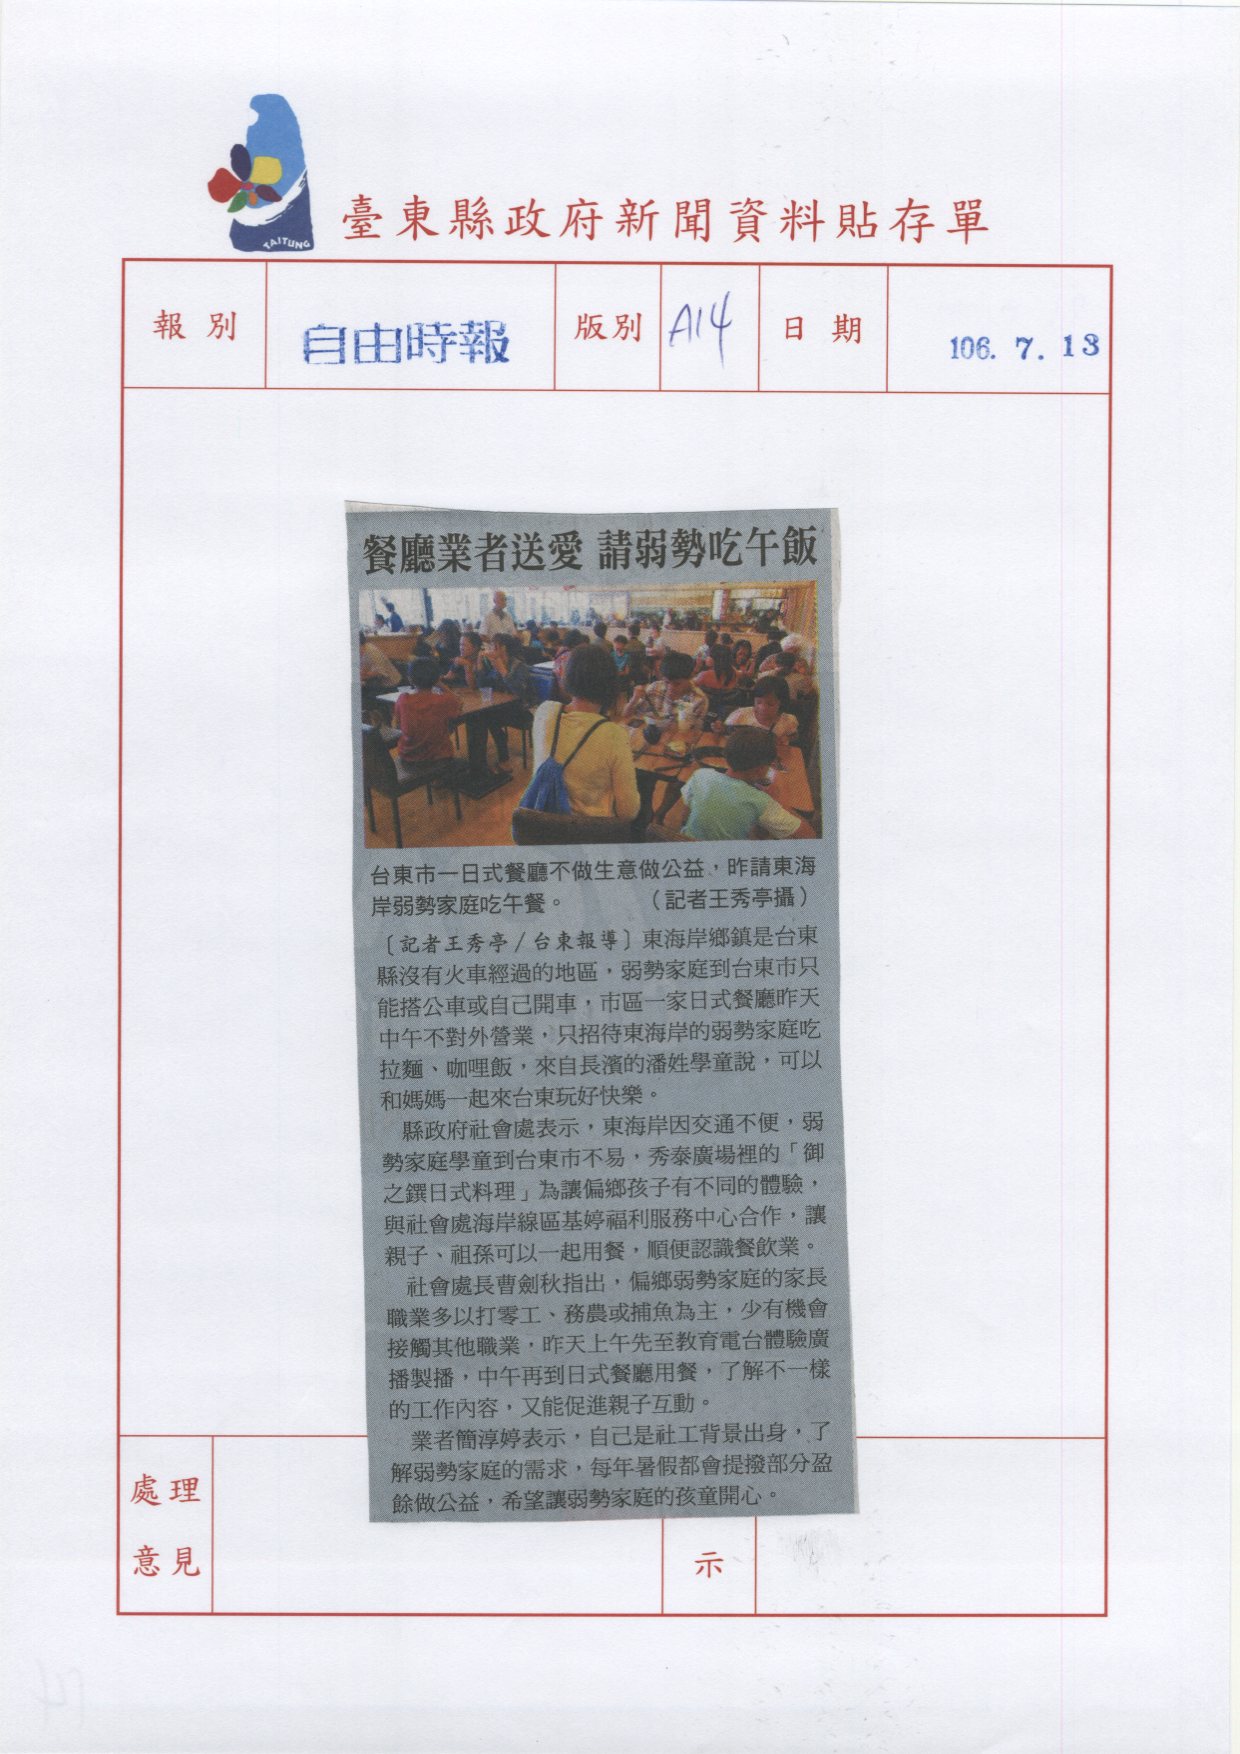 TAITUNG
臺東縣政府新聞資料貼存單
報別 自由時報 版別 A14 日期 106. 7. 13
餐廳業者送愛 請弱勢吃午飯
台東市一日式餐廳不做生意做公益，昨請東海
岸弱勢家庭吃午餐。 （記者王秀亭攝）
〔記者王秀亭／台東報導〕東海岸鄉鎮是台東
縣沒有火車經過的地區，弱勢家庭到台東市只
能搭公車或自己開車，市區一家日式餐廳昨天
中午不對外營業，只招待東海岸的弱勢家庭吃
拉麵、咖哩飯，來自長濱的潘姓學童說，可以
和媽媽一起來台東玩好快樂。
縣政府社會處表示，東海岸因交通不便，弱
勢家庭學童到台東市不易，秀泰廣場裡的「御
之饌日式料理」為讓偏鄉孩子有不同的體驗，
與社會處海岸線區基婷福利服務中心合作，讓
親子、祖孫可以一起用餐，順便認識餐飲業。
社會處長曹劍秋指出，偏鄉弱勢家庭的家長
職業多以打零工、務農或捕魚為主，少有機會
接觸其他職業，昨天上午先至教育電台體驗廣
播製播，中午再到日式餐廳用餐，了解不一樣
的工作內容，又能促進親子互動。
業者簡淳婷表示，自己是社工背景出身，了
解弱勢家庭的需求，每年暑假都會提撥部分盈
餘做公益，希望讓弱勢家庭的孩童開心。
處理
意見
示